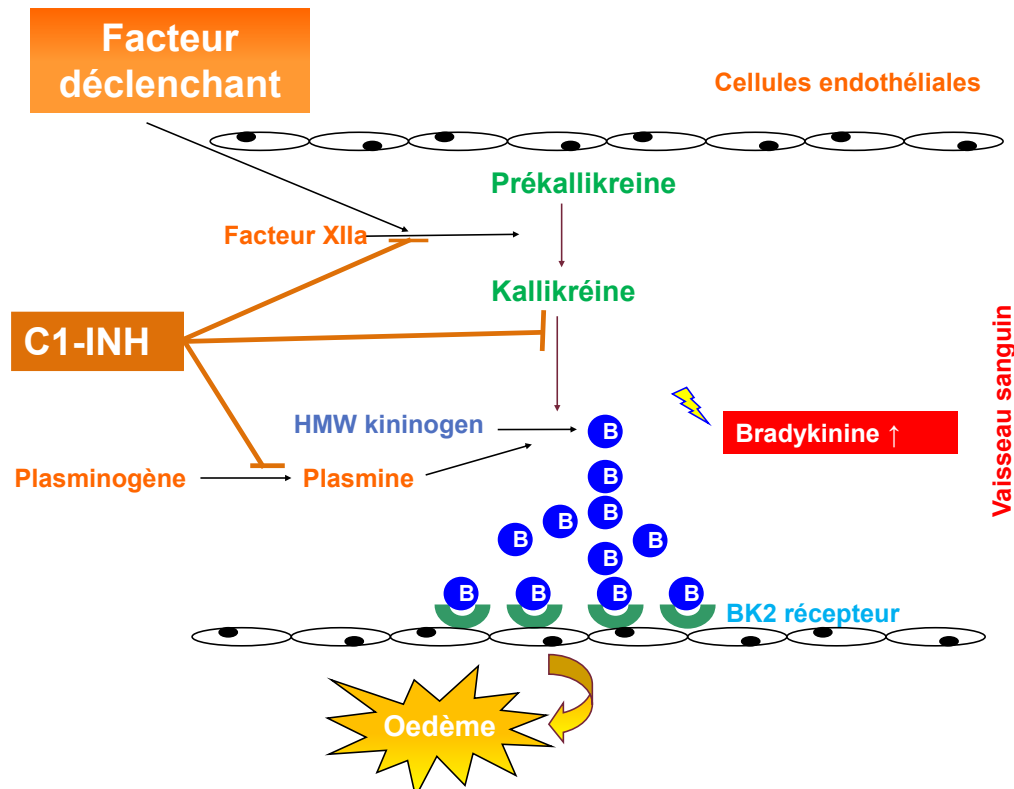 Facteur
déclenchant
Cellules endothéliales
Prékallikreine
Facteur XIIa
Kallikréine
C1-INH
Vaisseau sanguin
HMW kininogen
B
Bradykinine ↑
Plasminogène
Plasmine
B
B
B
B
B
B
B
B
B
B
BK2 récepteur
Oedème